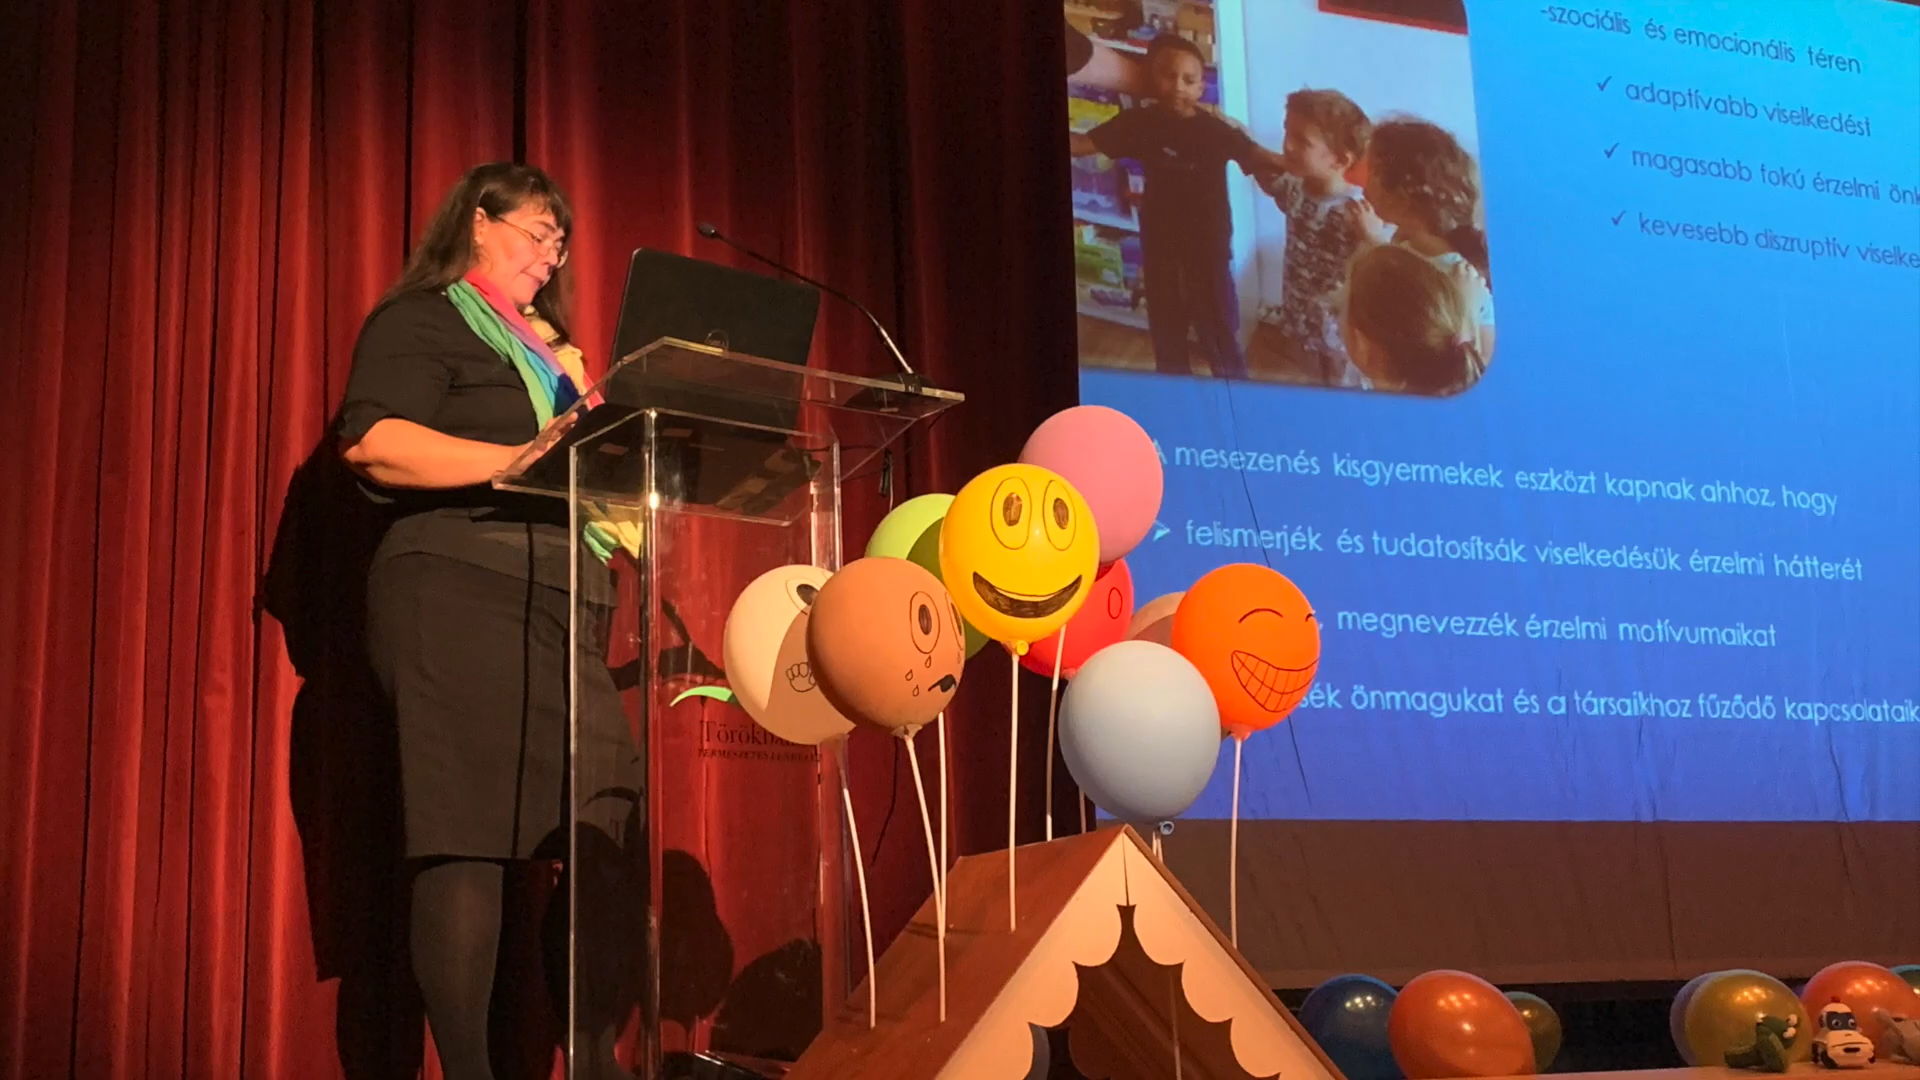 -szociális és emocionális téren
✓ adaptívabb viselkedést
✓ magasabb fokú érzelmi
✓ kevesebb diszruptív
A mesezenés kisgyermekek eszközt kapnak ahhoz, hogy
➢ felismerjék és tudatosítsák viselkedésük érzelmi hátterét
megnevezzék érzelmi motívumaikat
önmagukat és a társaikhoz fűződő